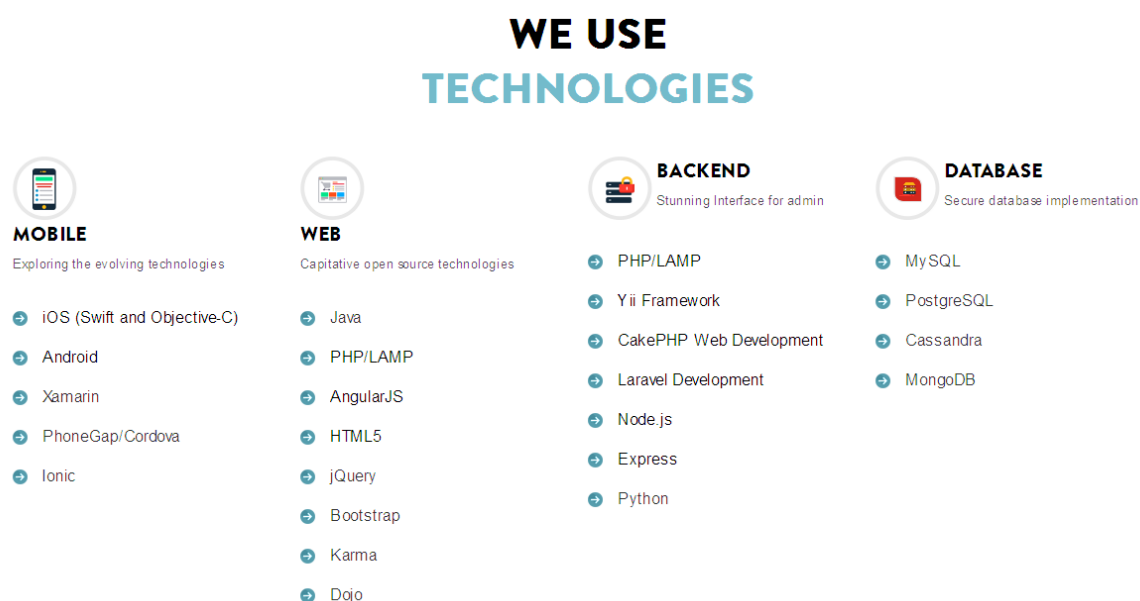 WE USE
TECHNOLOGIES
MOBILE
Exploring the evolving technologies
iOS (Swift and Objective-C)
Android
Xamarin
PhoneGap/Cordova
Ionic
WEB
Capitative open source technologies
Java
PHP/LAMP
AngularJS
HTML5
jQuery
Bootstrap
Karma
Dojo
BACKEND
Stunning Interface for admin
PHP/LAMP
Yii Framework
CakePHP Web Development
Laravel Development
Node.js
Express
Python
DATABASE
Secure database implementation
MySQL
PostgreSQL
Cassandra
MongoDB